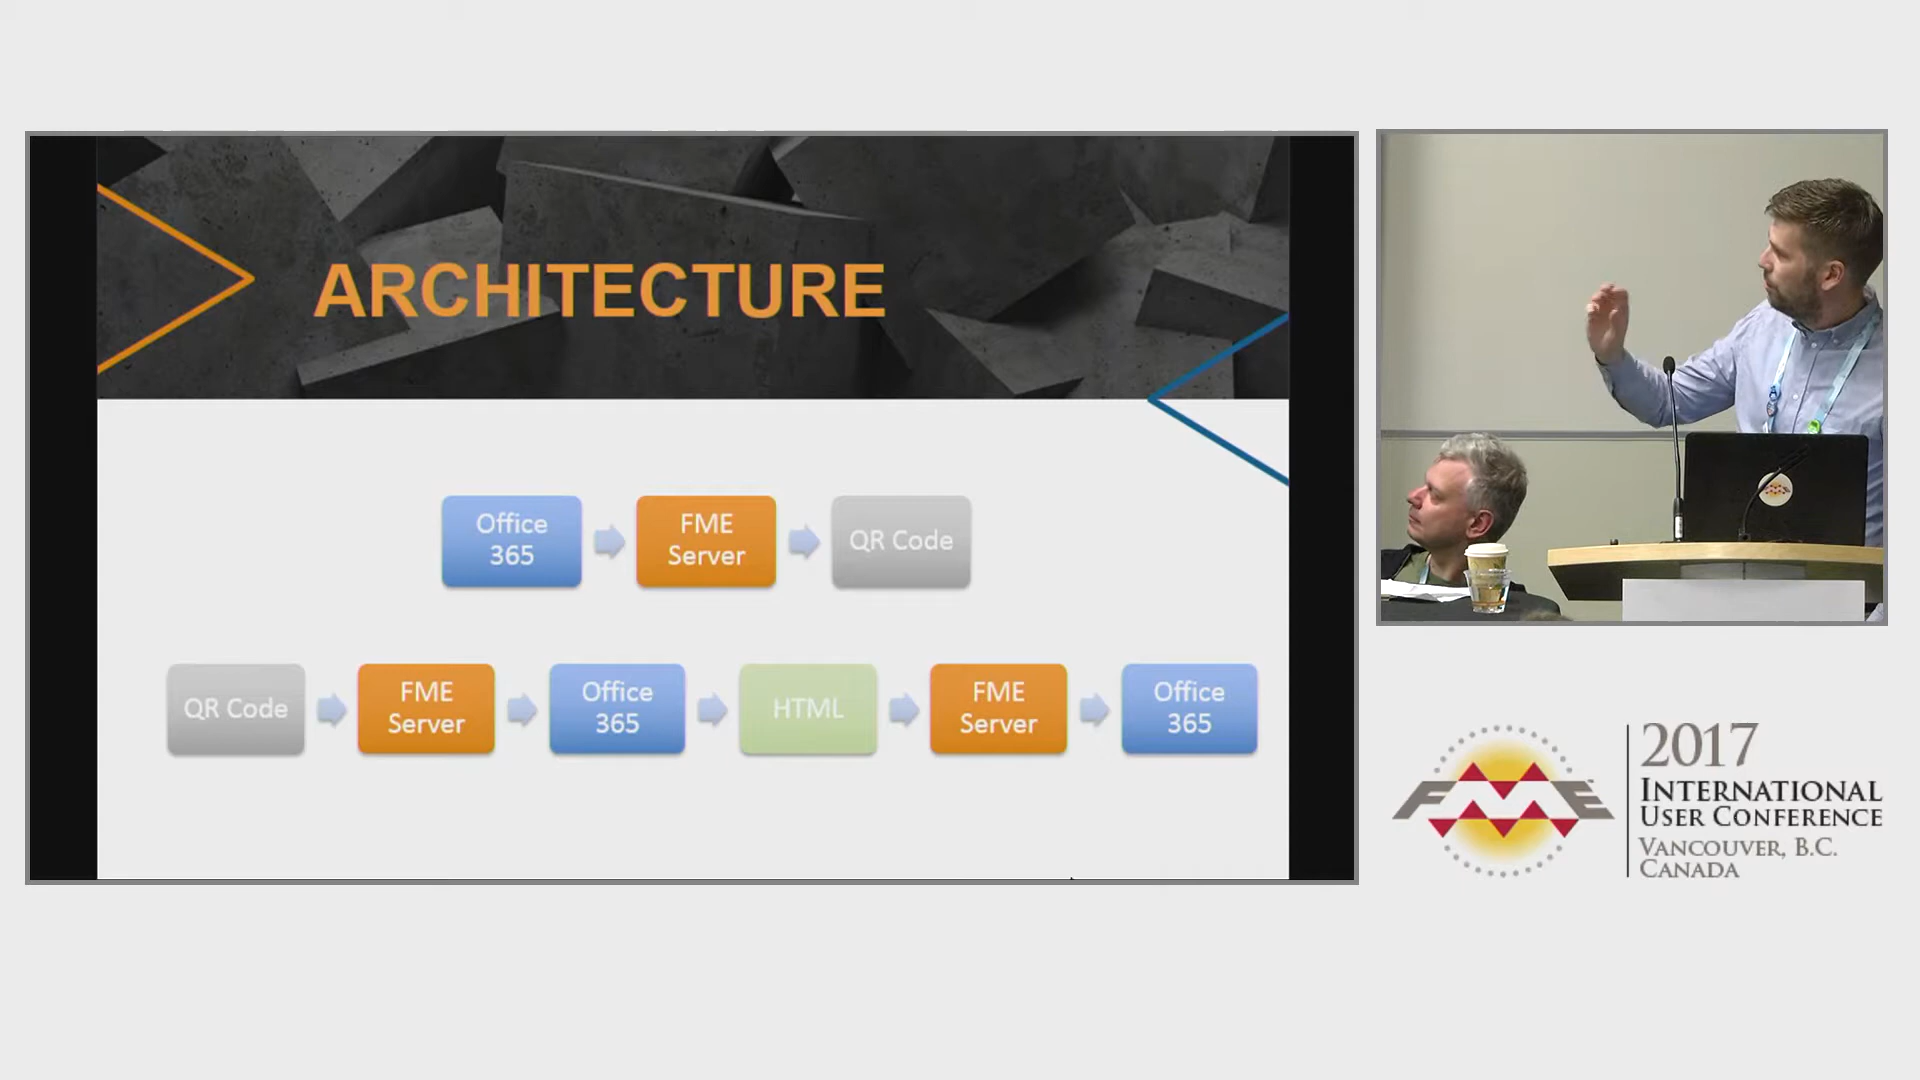 ARCHITECTURE
Office
365
FME
Server
QR Code
QR Code
FME
Server
Office
365
HTML
FME
Server
Office
365
FME
2017
INTERNATIONAL
USER CONFERENCE
VANCOUVER, B.C.
CANADA